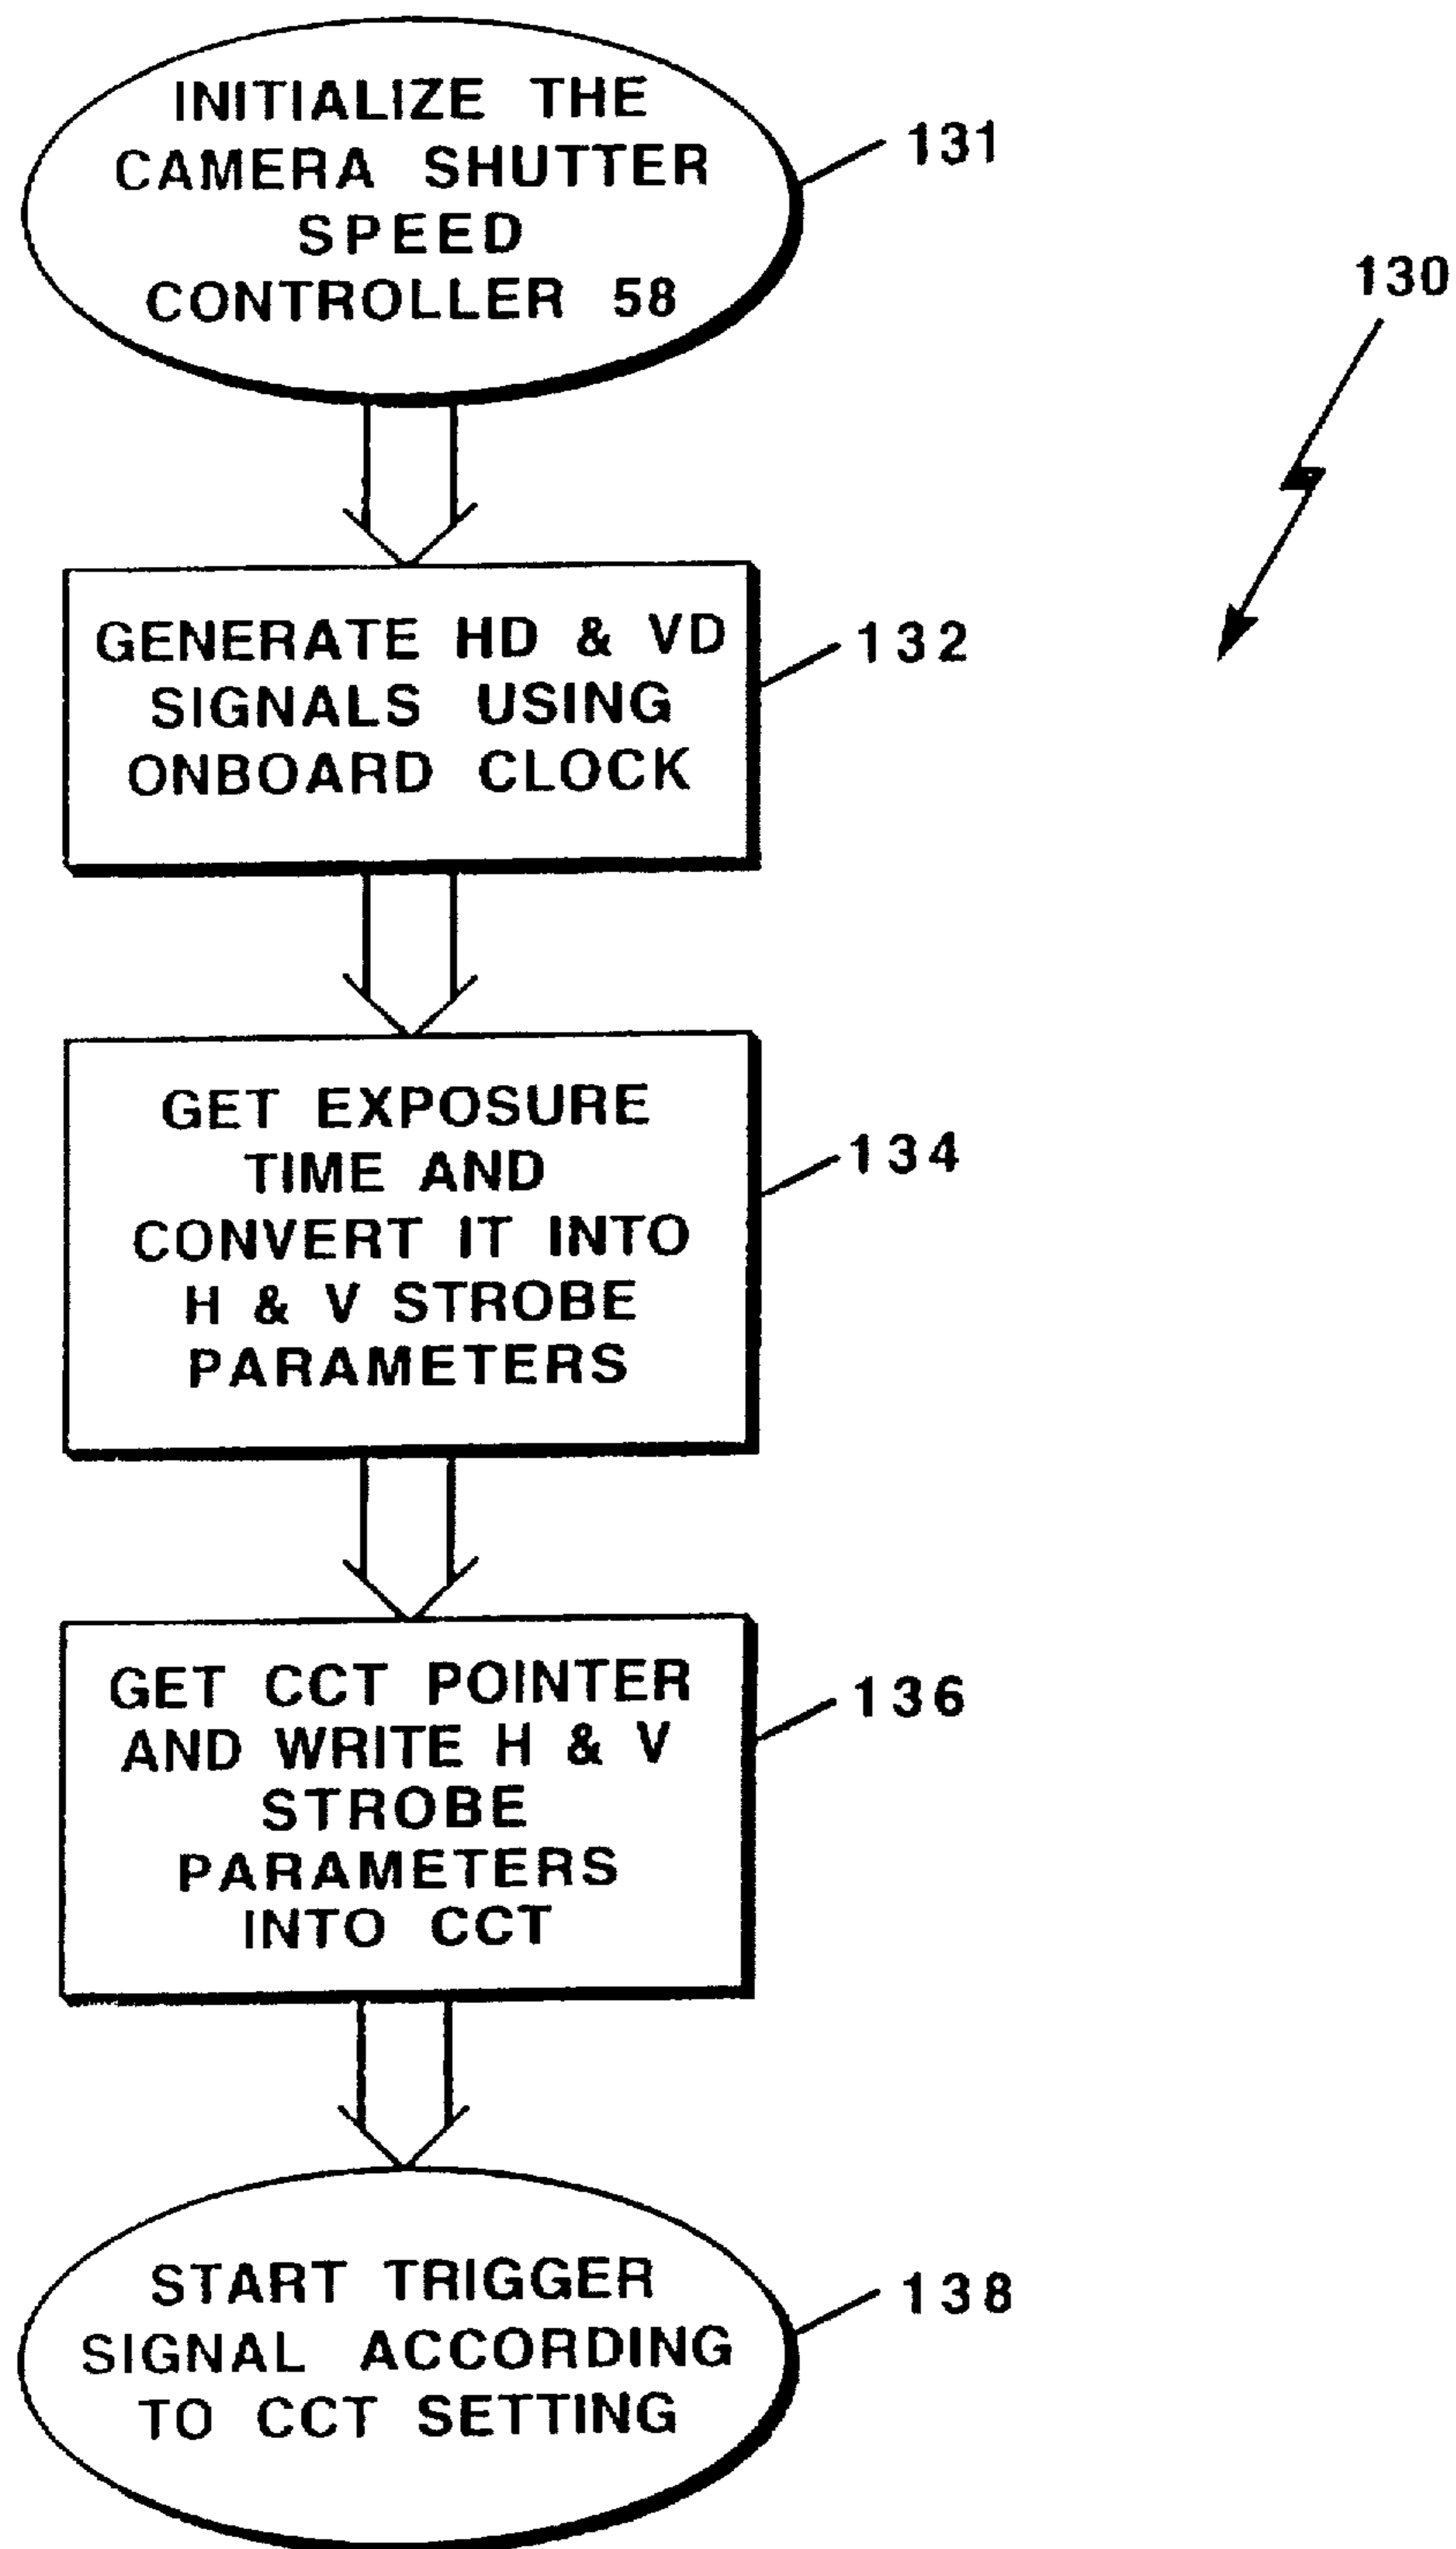 INITIALIZE THE
CAMERA SHUTTER
SPEED
CONTROLLER 58
131
130
GENERATE HD & VD
SIGNALS USING
ONBOARD CLOCK
132
GET EXPOSURE
TIME AND
CONVERT IT INTO
H & V STROBE
PARAMETERS
134
GET CCT POINTER
AND WRITE H & V
STROBE
PARAMETERS
INTO CCT
136
START TRIGGER
SIGNAL ACCORDING
TO CCT SETTING
138